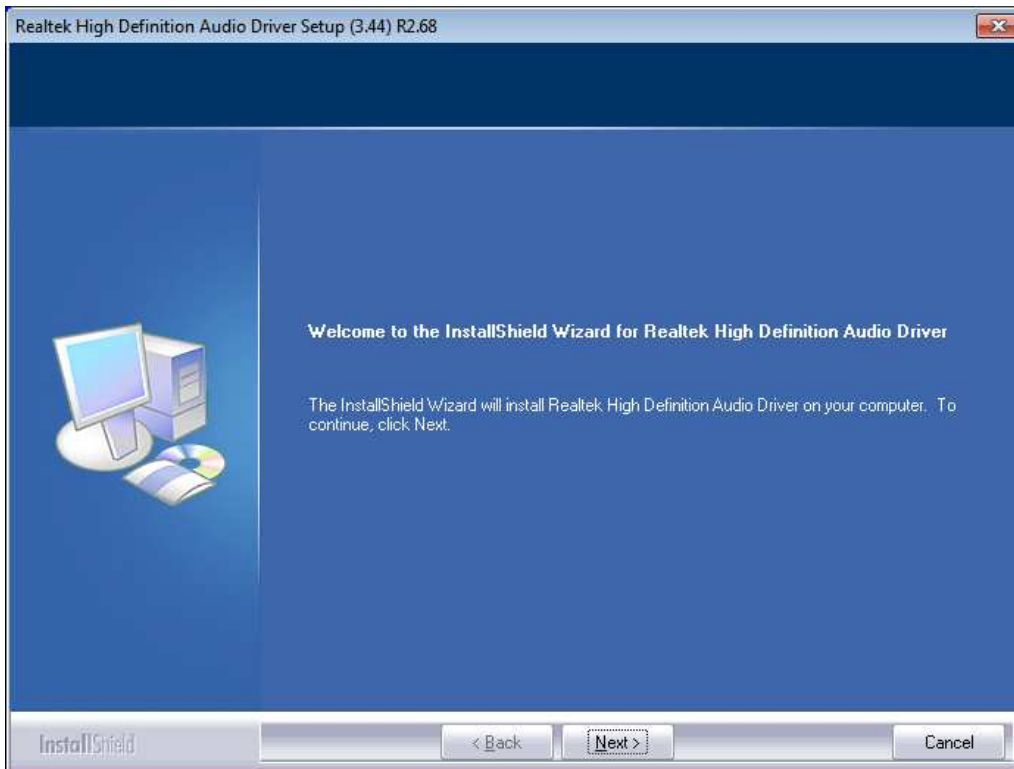 Realtek High Definition Audio Driver Setup (3.44) R2.68
Welcome to the InstallShield Wizard for Realtek High Definition Audio Driver
The InstallShield Wizard will install Realtek High Definition Audio Driver on your computer. To
continue, click Next.
InstallShield
< Back
Next >
Cancel